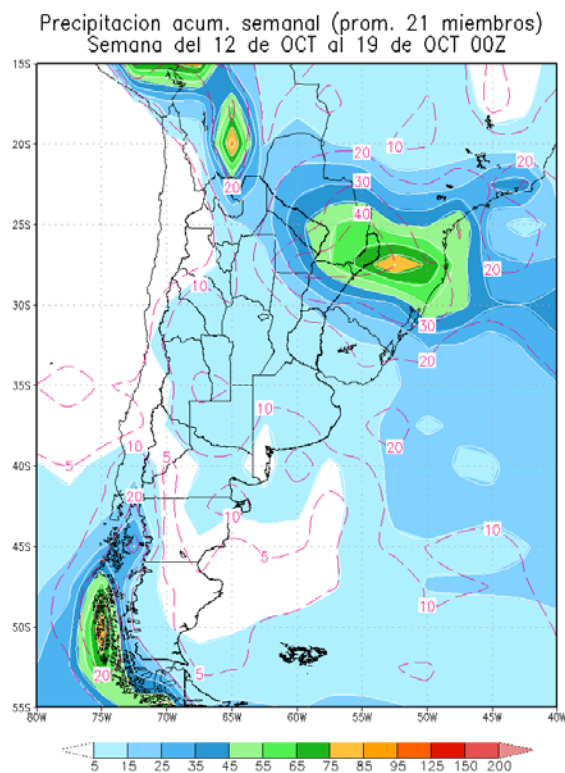 Precipitacion acum. semanal (prom. 21 miembros)
Semana del 12 de OCT al 19 de OCT 00Z
15S
20S
25S
30S
35S
40S
45S
50S
55S
10
20
20
20
30
40
20
10
30
20
10
10
20
5
5
20
10
10
5
10
20
5
80W 75W 70W 65W 60W 55W 50W 45W 40W
5 15 25 35 45 55 65 75 85 95 125 150 200